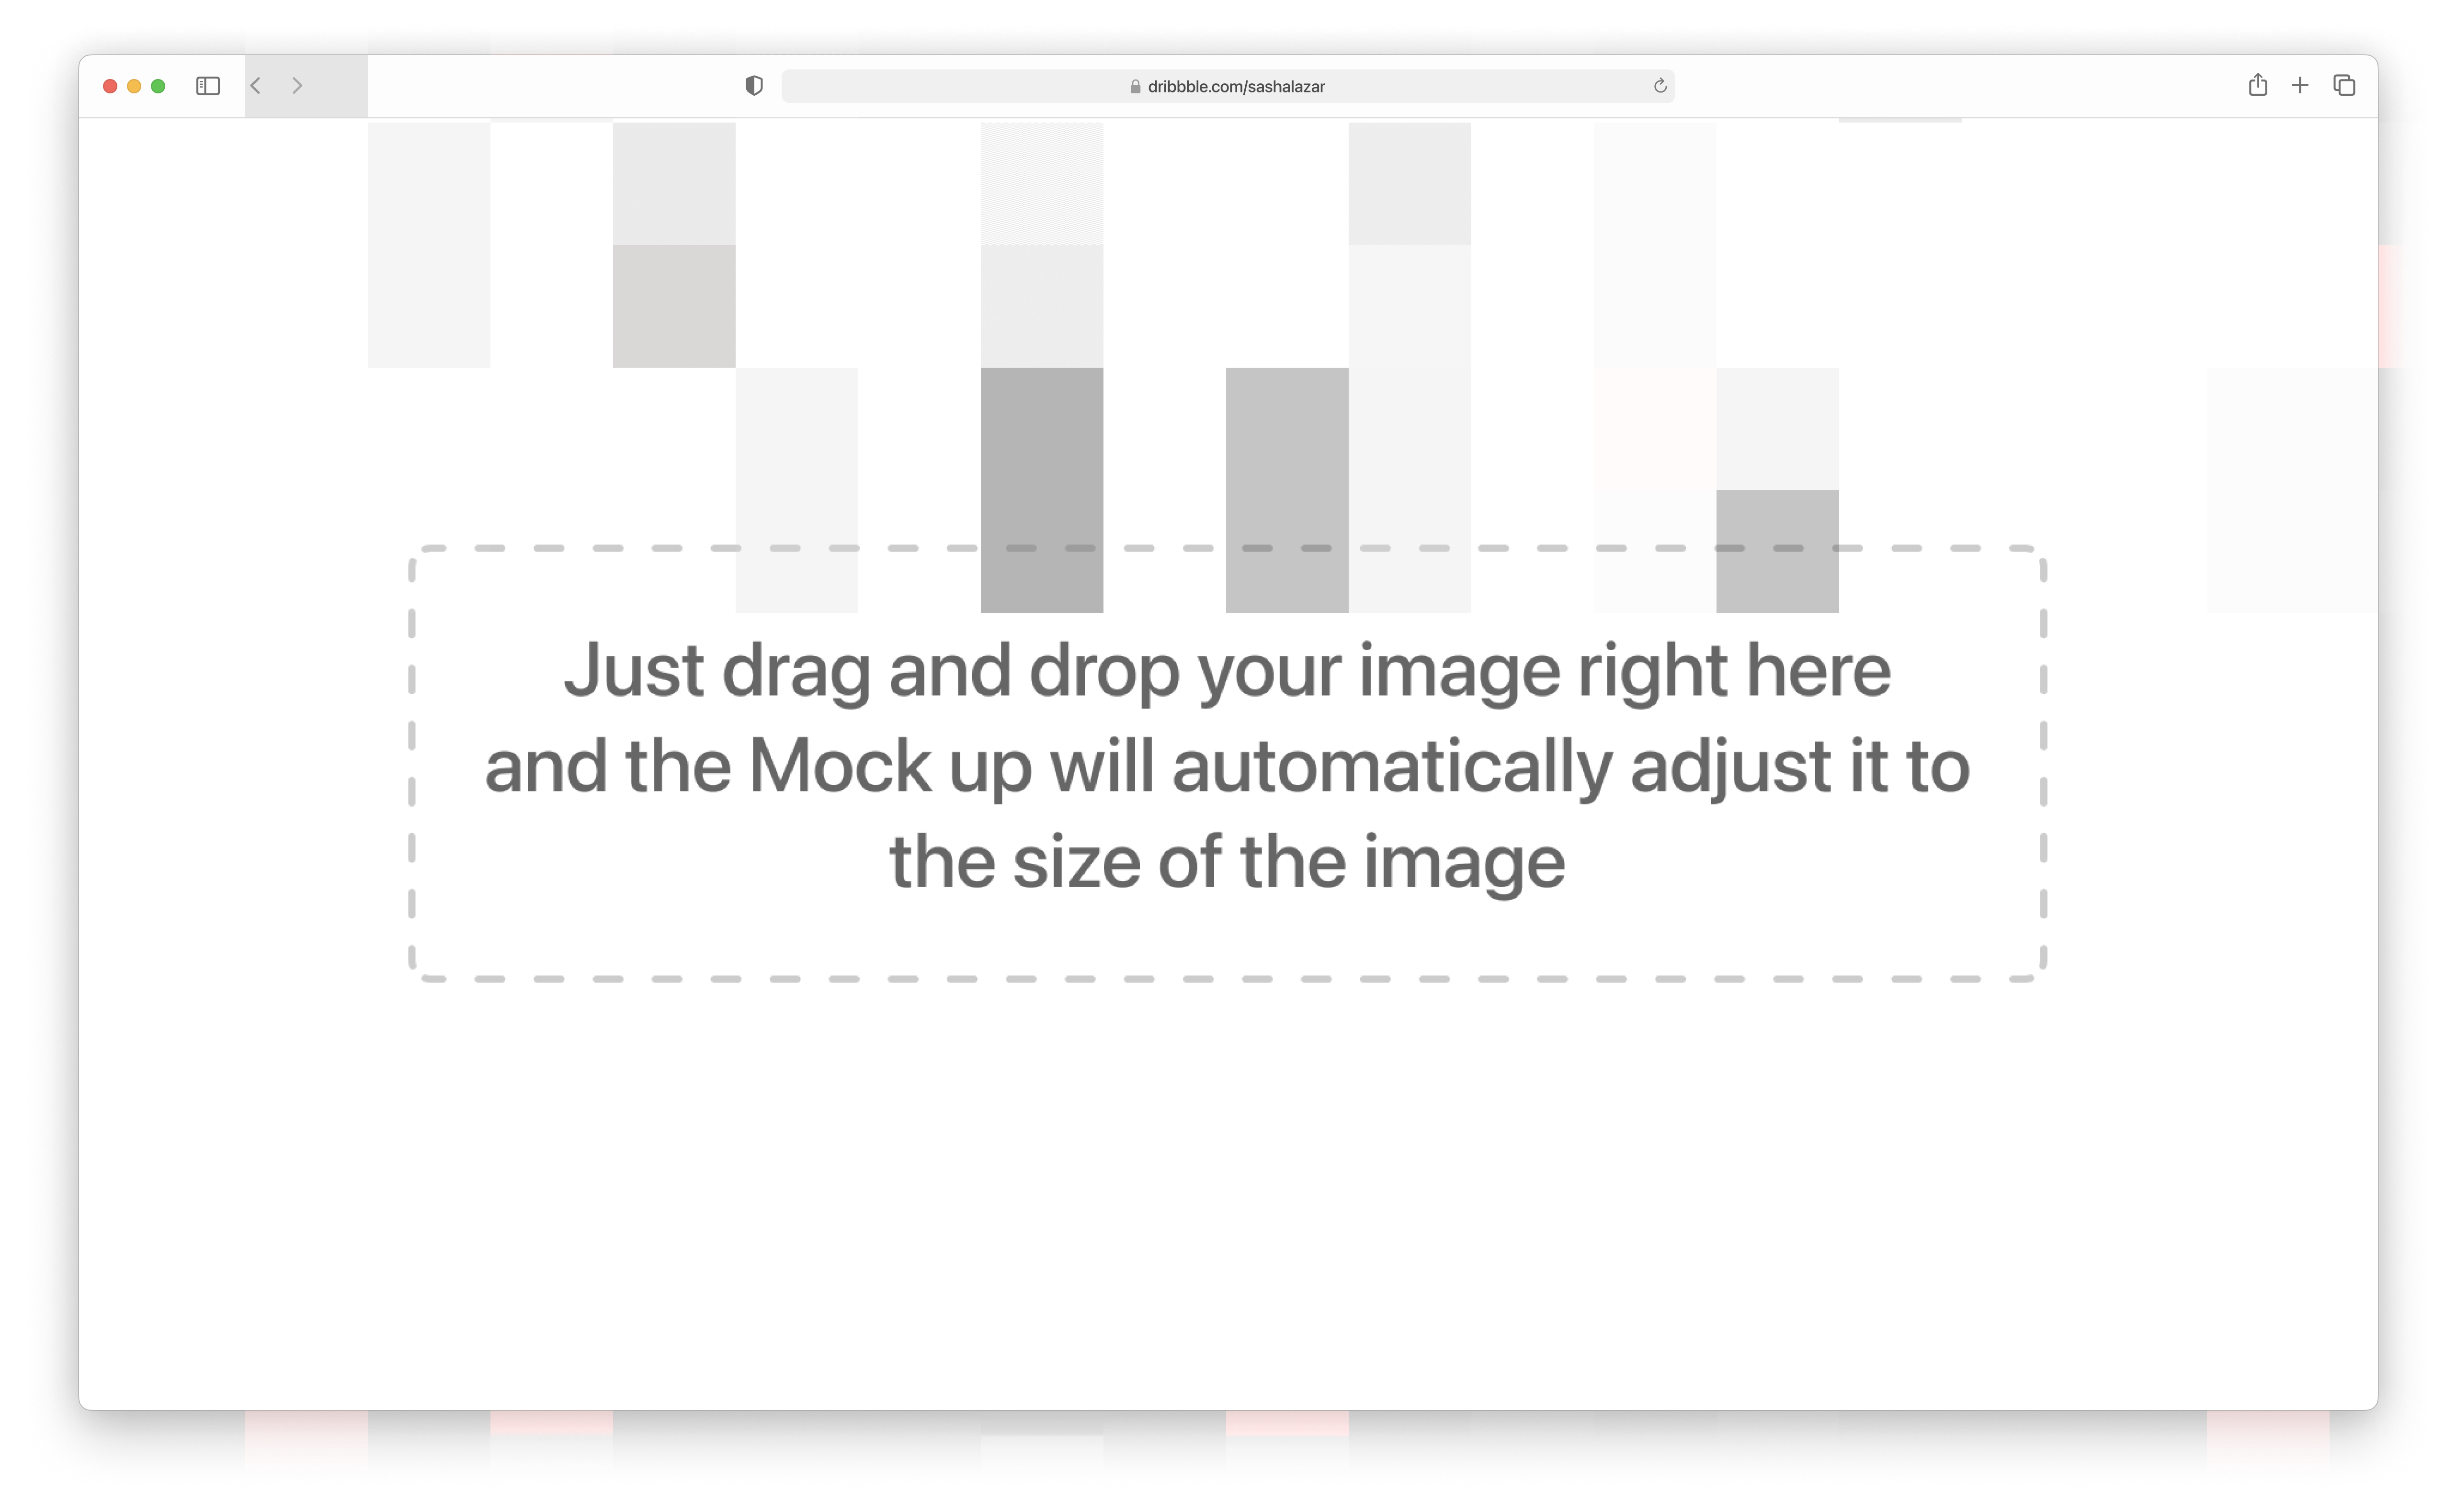 dribbble.com/sashalazar
Just drag and drop your image right here
and the Mock up will automatically adjust it to
the size of the image